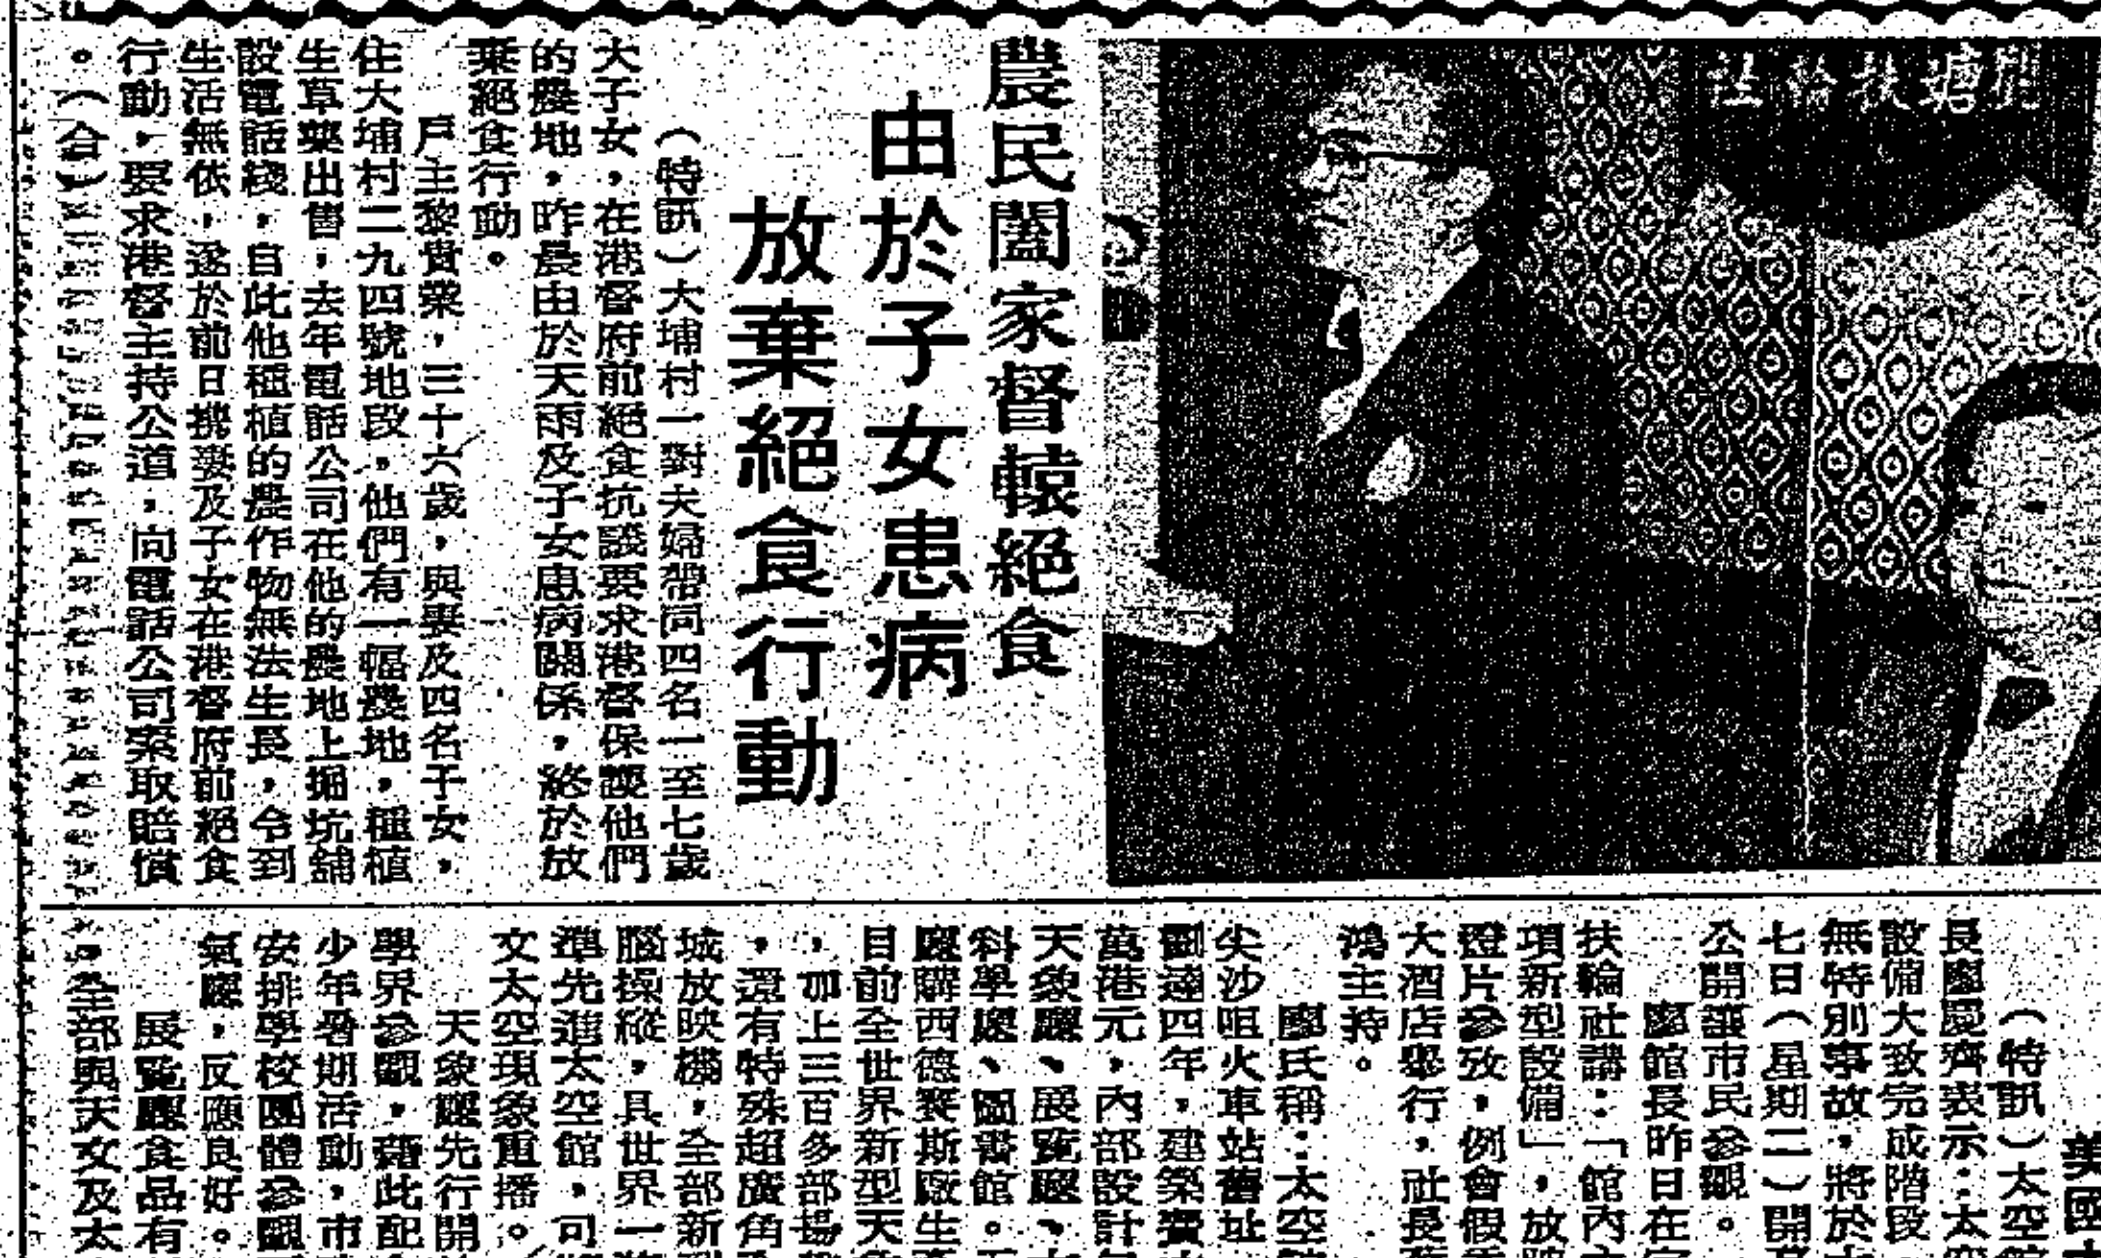 農民闔家督轅絕食
由於子女患病
放棄絕食行動
(特訊)大埔村一對夫婦帶同四名一至七歲
大子女,在港督府前絕食抗議要求港督保護他們
的農地,昨晨由於天雨及子女患病關係,終於放
棄絕食行動。
戶主黎貴業,三十六歲,與妻及四名子女,
住大埔村二九四號地段,他們有一幅農地,種植
生草藥出售,去年電話公司在他的農地上掘坑舖
設電話綫,自此他種植的農作物無法生長,令到
生活無依,遂於前日携妻及子女在港督府前絕食
行動,要求港督主持公道,向電話公司索取賠償
。(合)
美國
(特訊)太空
長廖慶齊表示:太
設備大致完成階段
無特別事故,將於
七日(星期二)開
公開讓市民參觀。
廖館長昨日在
扶輪社講:「館內
項新型設備」,放
燈片參攷,例會假
大酒店舉行,社長
鴻主持。
廖氏稱:太空
尖沙咀火車站舊址
劃達四年,建築費
萬港元,內部設計
天象廳、展覽廳、
科學廳、圖書館。
廳購西德蔡斯廠生
目前全世界新型天
,加上三百多部
,還有特殊超廣角
城放映機,全部新
腦操縱,具世界一
準先進太空館,可
文太空現象重播。
天象廳先行開
學界參觀,藉此配
少年暑期活動,市
安排學校團體參觀
氣廳,反應良好。
展覽廳食品有
全部與天文及太